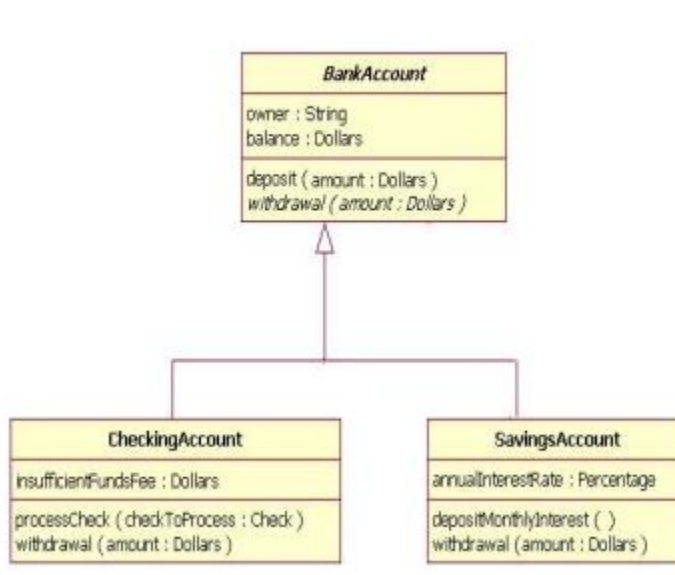 BankAccount
owner : String
balance : Dollars
deposit ( amount : Dollars )
withdrawal ( amount : Dollars )
CheckingAccount
insufficientFundsFee : Dollars
processCheck ( checkToProcess : Check )
withdrawal ( amount : Dollars )
SavingsAccount
annualInterestRate : Percentage
depositMonthlyInterest ( )
withdrawal ( amount : Dollars )